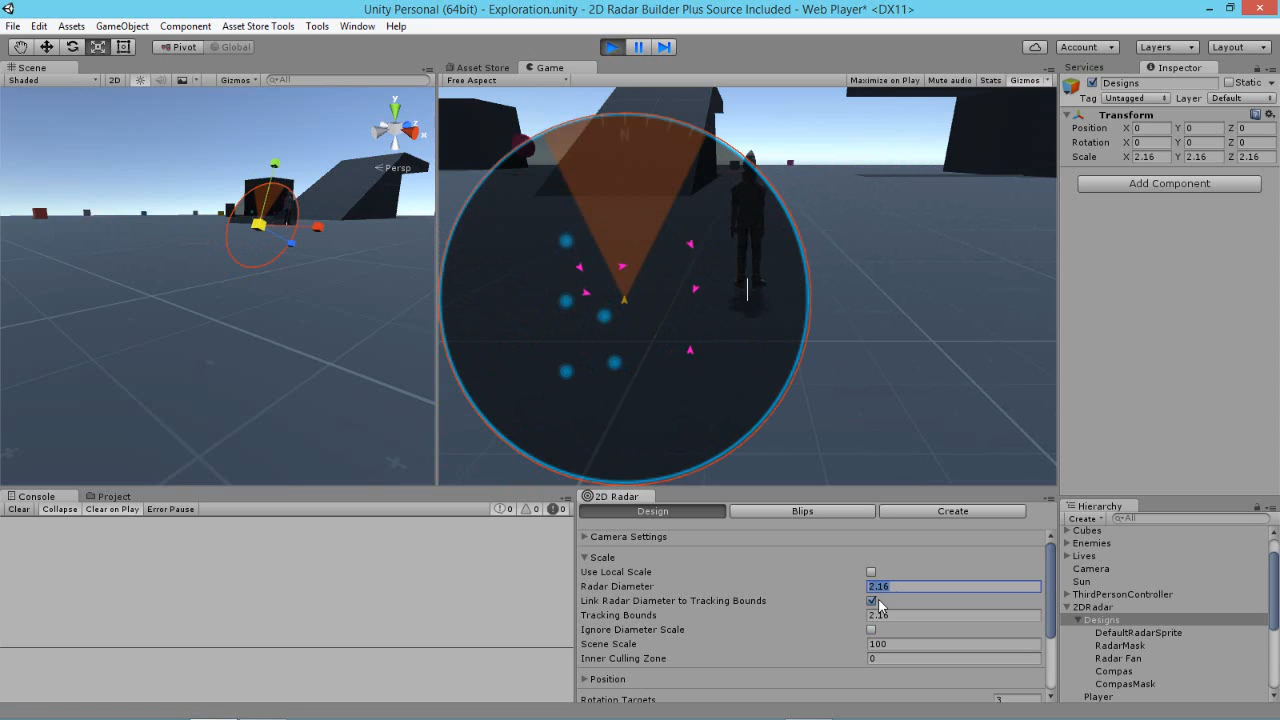 Unity Personal (64bit) - Exploration.unity - 2D Radar Builder Plus Source Included - Web Player* <DX11>
File Edit Assets GameObject Component Asset Store Tools Tools Window Help
Pivot Global Account Layers Layout
Scene
Shaded 2D Gizmos All
y
x
z
Persp
Asset Store Game
Free Aspect Maximize on Play Mute audio Stats Gizmos
N
Services Inspector
Designs Static
Tag Untagged Layer Default
Transform
Position X 0 Y 0 Z 0
Rotation X 0 Y 0 Z 0
Scale X 2.16 Y 2.16 Z 2.16
Add Component
Console Project
Clear Collapse Clear on Play Error Pause 0 0 0
2D Radar
Design Blips Create
Camera Settings
Scale
Use Local Scale
Radar Diameter 2.16
Link Radar Diameter to Tracking Bounds
Tracking Bounds 2.16
Ignore Diameter Scale
Scene Scale 100
Inner Culling Zone 0
Position
Rotation Targets 3
Hierarchy
Create All
Cubes
Enemies
Lives
Camera
Sun
ThirdPersonController
2DRadar
Designs
DefaultRadarSprite
RadarMask
Radar Fan
Compas
CompasMask
Player